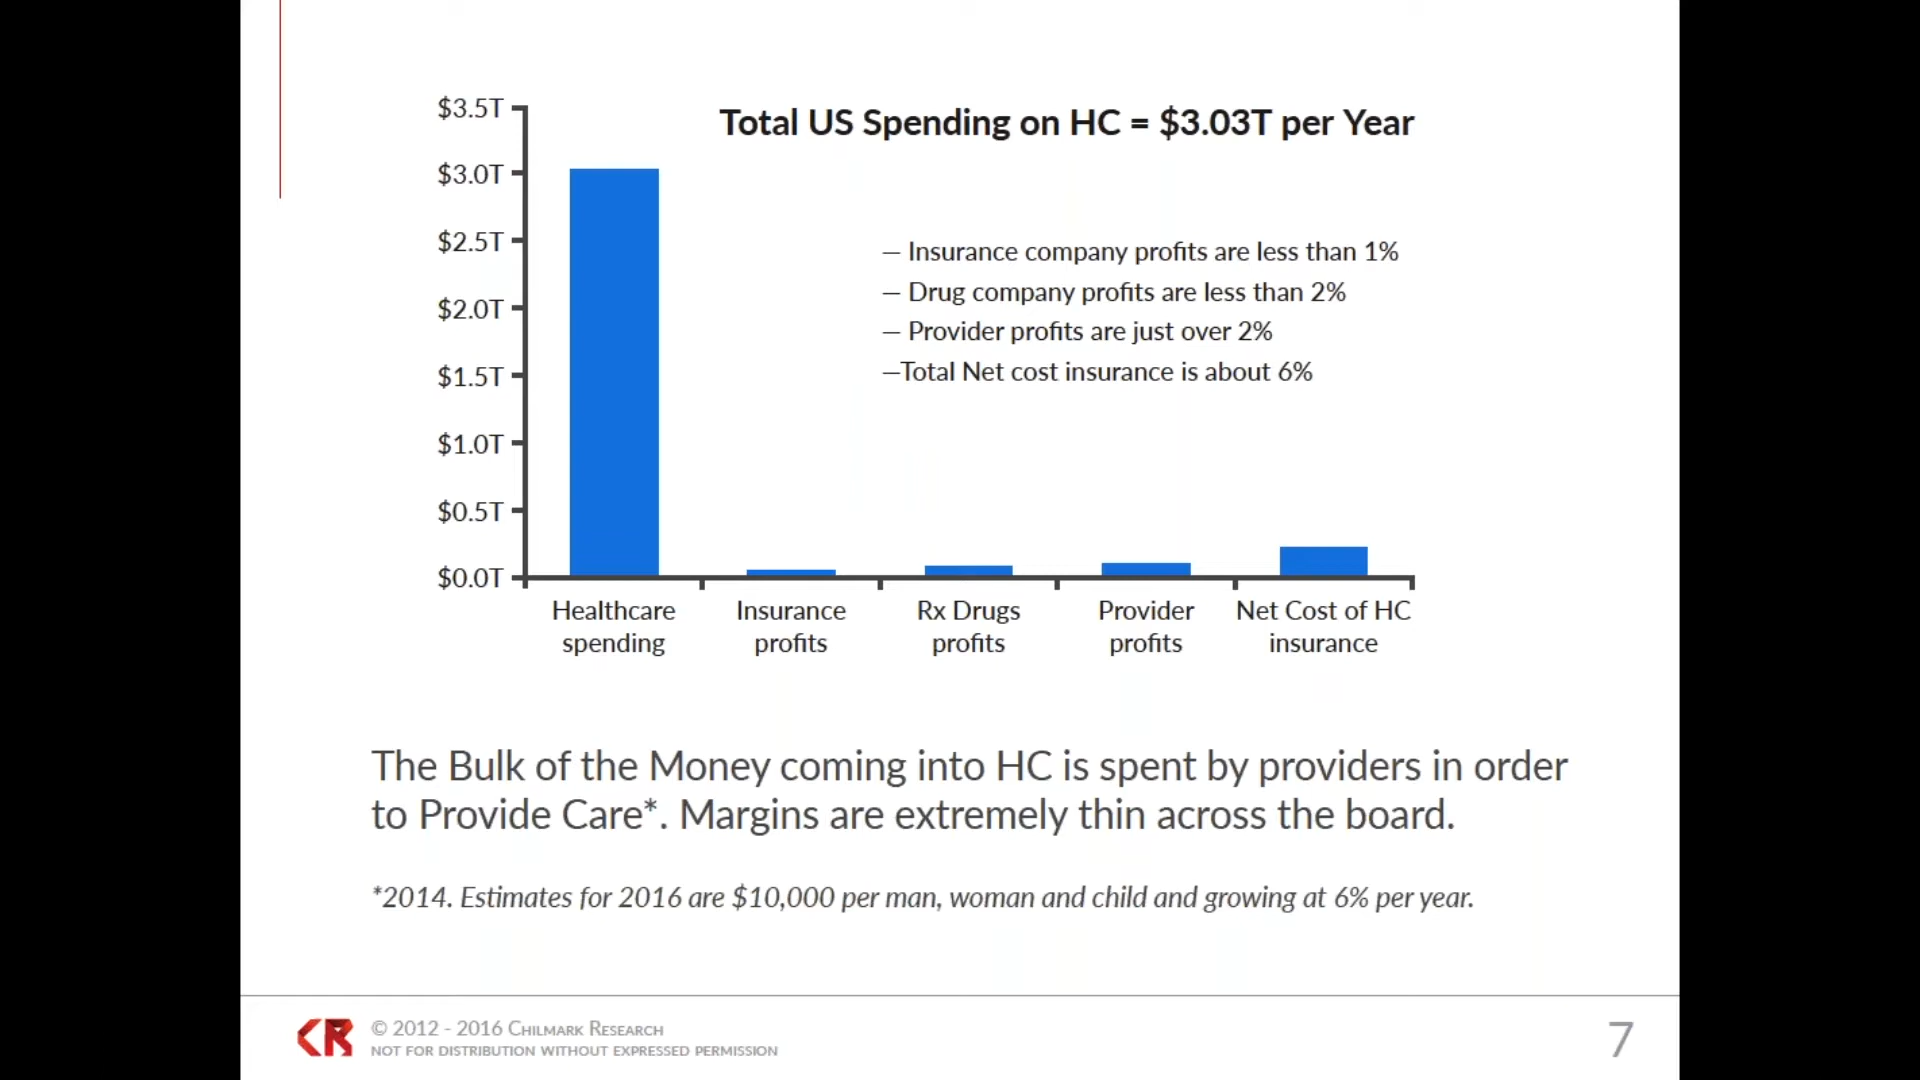 Total US Spending on HC = $3.03T per Year
$3.5T
$3.0T
$2.5T
$2.0T
$1.5T
$1.0T
$0.5T
$0.0T
— Insurance company profits are less than 1%
— Drug company profits are less than 2%
— Provider profits are just over 2%
—Total Net cost insurance is about 6%
Healthcare
spending
Insurance
profits
Rx Drugs
profits
Provider
profits
Net Cost of HC
insurance
The Bulk of the Money coming into HC is spent by providers in order
to Provide Care*. Margins are extremely thin across the board.
*2014. Estimates for 2016 are $10,000 per man, woman and child and growing at 6% per year.
© 2012 - 2016 Chilmark Research
NOT FOR DISTRIBUTION WITHOUT EXPRESSED PERMISSION
7